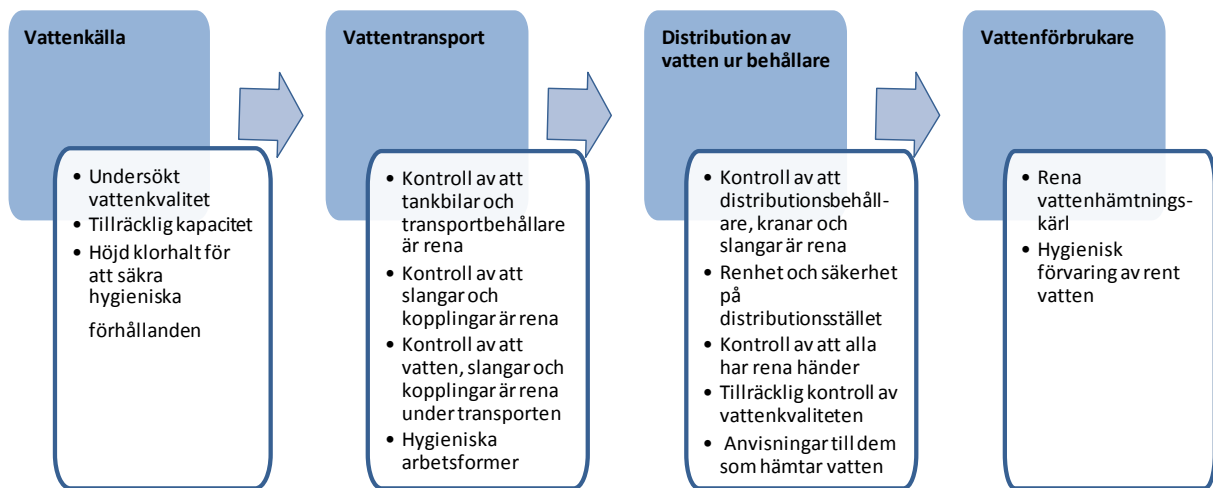 Vattenkälla
• Undersökt
vattenkvalitet
• Tillräcklig kapacitet
• Höjd klorhalt för
att säkra
hygieniska
förhållanden
Vattentransport
• Kontroll av att
tankbilar och
transportbehållare
är rena
• Kontroll av att
slangar och
kopplingar är rena
• Kontroll av att
vatten, slangar och
kopplingar är rena
under transporten
• Hygieniska
arbetsformer
Distribution av
vatten ur behållare
• Kontroll av att
distributionsbehåll-
are, kranar och
slangar är rena
• Renhet och säkerhet
på
distributionsstället
• Kontroll av att alla
har rena händer
• Tillräcklig kontroll av
vattenkvaliteten
• Anvisningar till dem
som hämtar vatten
Vattenförbrukare
• Rena
vattenhämtnings-
kärl
• Hygienisk
förvaring av rent
vatten